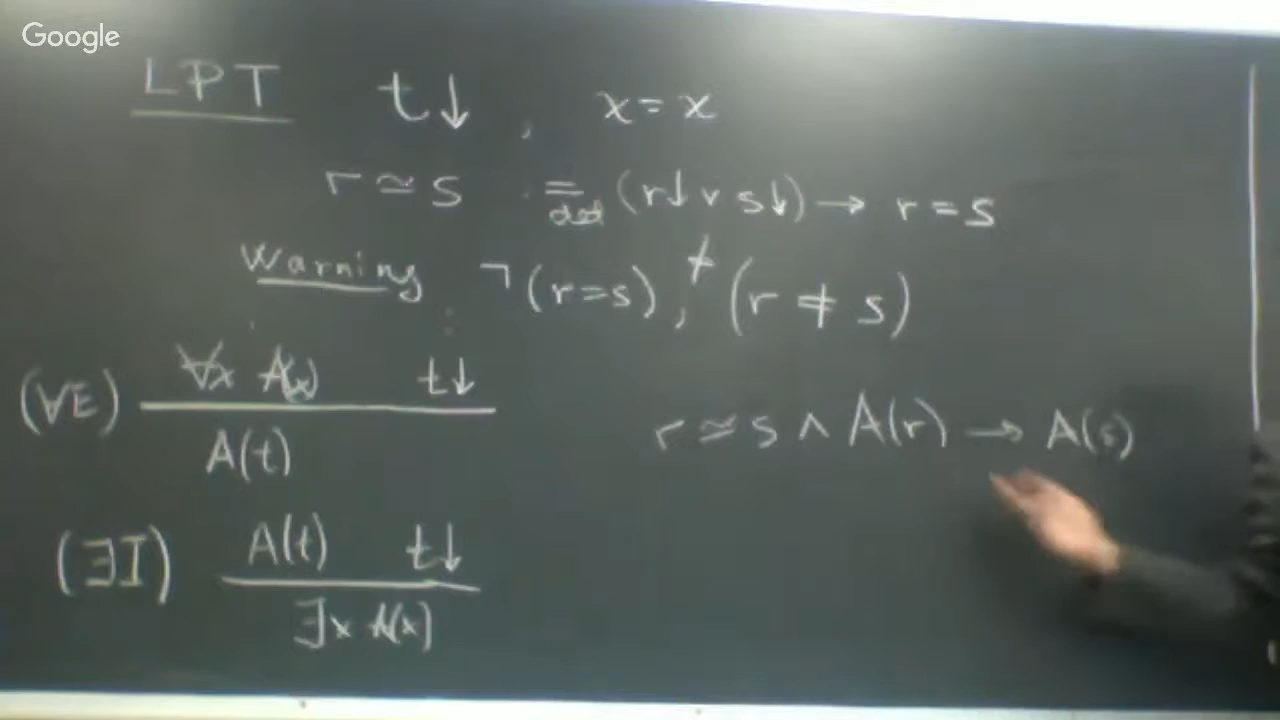 Google
LPT t↓, x = x
r ≃ s =def (r↓ ∨ s↓) → r = s
Warning ¬(r=s), ≠ (r ≠ s)
(∀E) ∀x A(x) t↓
A(t)
r ≃ s ∧ A(r) → A(s)
(∃I) A(t) t↓
∃x A(x)